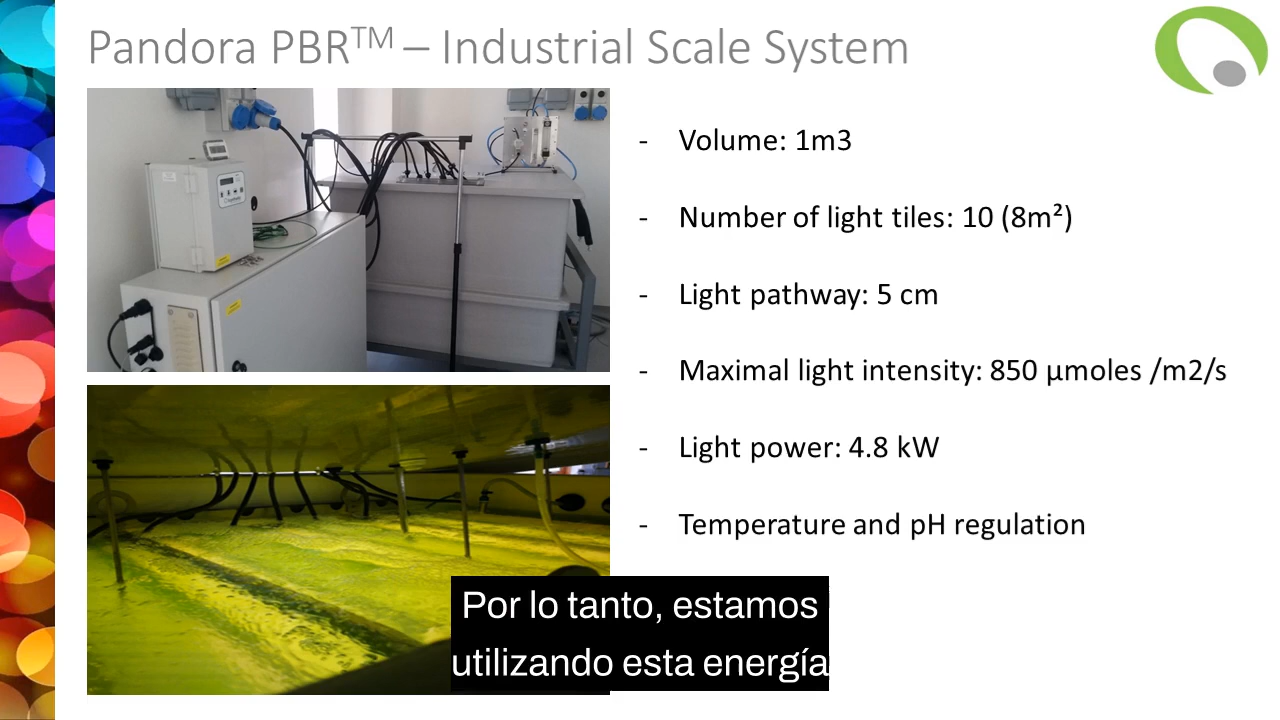 Pandora PBR™ – Industrial Scale System
- Volume: 1m3
- Number of light tiles: 10 (8m²)
- Light pathway: 5 cm
- Maximal light intensity: 850 µmoles /m2/s
- Light power: 4.8 kW
- Temperature and pH regulation
Por lo tanto, estamos
utilizando esta energía